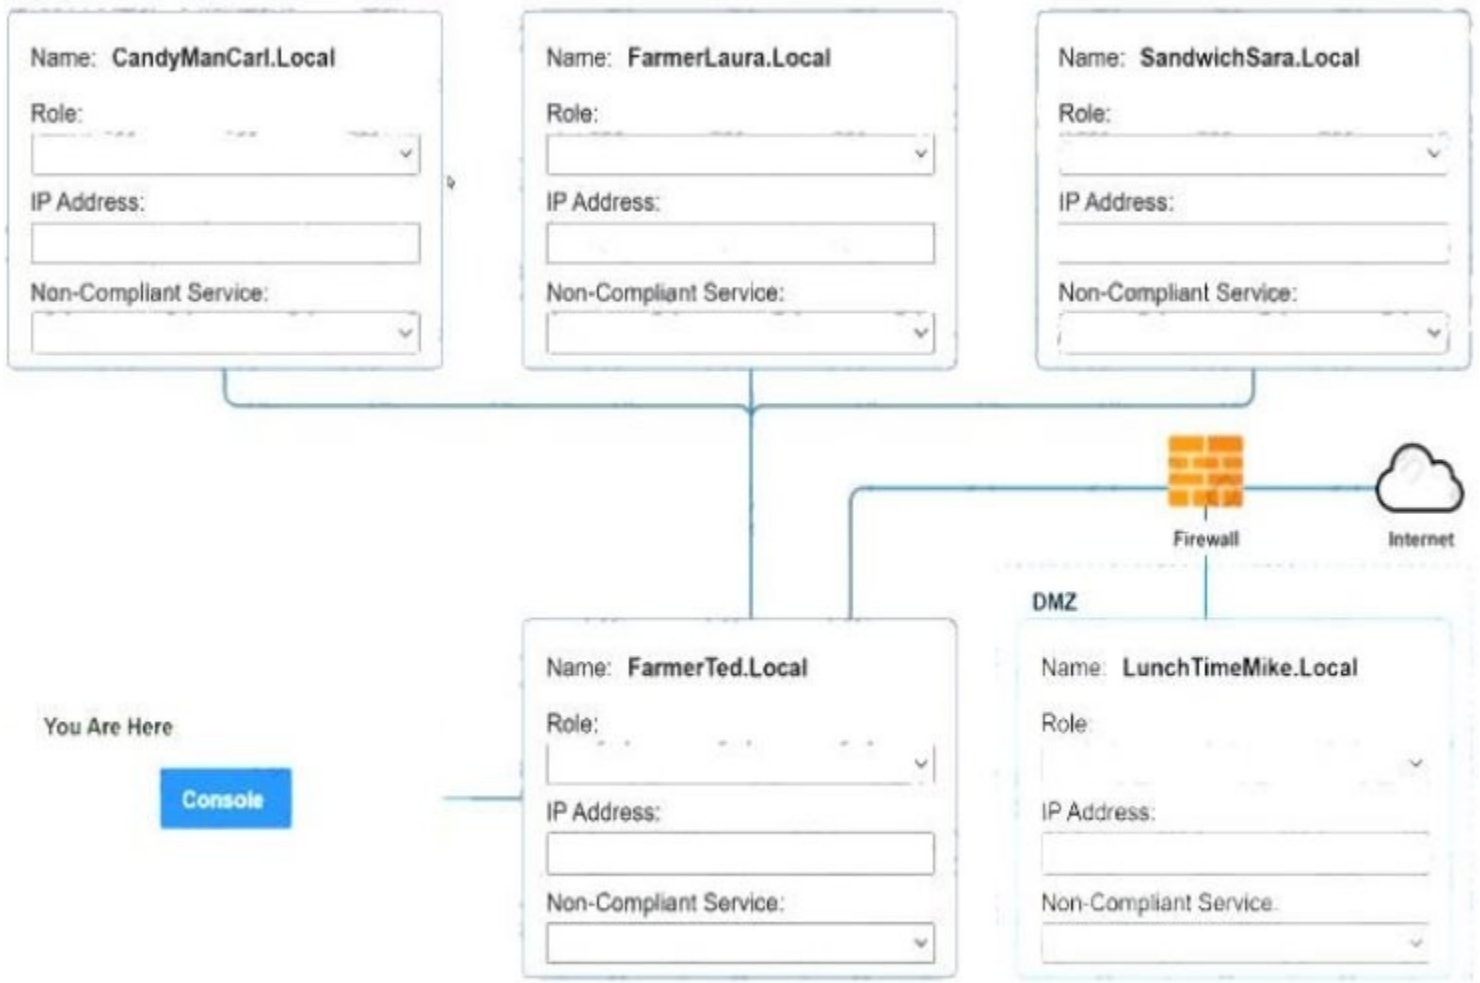 Name: CandyManCarl.Local
Role:
IP Address:
Non-Compliant Service:
Name: FarmerLaura.Local
Role:
IP Address:
Non-Compliant Service:
Name: SandwichSara.Local
Role:
IP Address:
Non-Compliant Service:
Firewall
Internet
DMZ
You Are Here
Console
Name: FarmerTed.Local
Role:
IP Address:
Non-Compliant Service:
Name: LunchTimeMike.Local
Role
IP Address:
Non-Compliant Service: